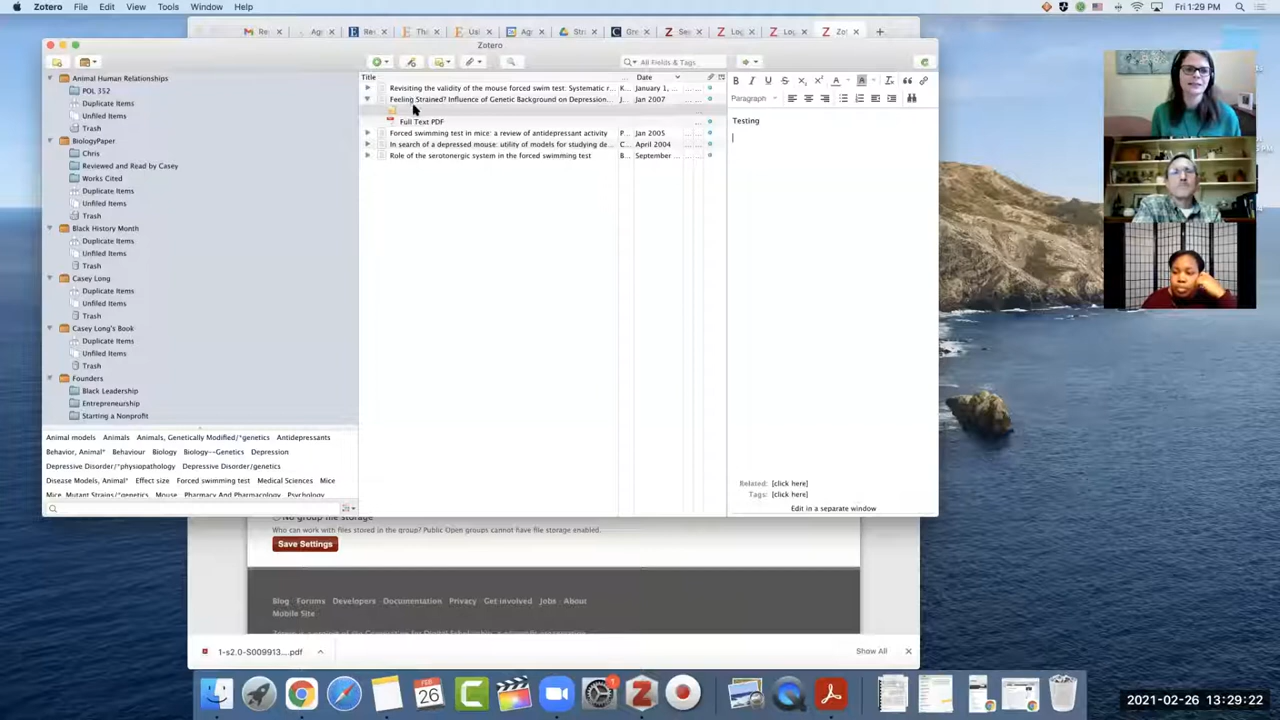 Zotero File Edit View Tools Window Help
Fri 1:29 PM
Zotero
All Fields & Tags
Title
Date
Animal Human Relationships
POL 352
Duplicate Items
Unfiled Items
Trash
BiologyPaper
Chris
Reviewed and Read by Casey
Works Cited
Duplicate Items
Unfiled Items
Trash
Black History Month
Duplicate Items
Unfiled Items
Trash
Casey Long
Duplicate Items
Unfiled Items
Trash
Casey Long's Book
Duplicate Items
Unfiled Items
Trash
Founders
Black Leadership
Entrepreneurship
Starting a Nonprofit
Animal models Animals Animals, Genetically Modified/*genetics Antidepressants
Behavior, Animal* Behaviour Biology Biology--Genetics Depression
Depressive Disorder/*physiopathology Depressive Disorder/genetics
Disease Models, Animal* Effect size Forced swimming test Medical Sciences Mice
Mice, Mutant Strains/*genetics Mouse Pharmacy And Pharmacology Psychology
Revisiting the validity of the mouse forced swim test: Systematic r... K... January 1, ...
Feeling Strained? Influence of Genetic Background on Depression... J... Jan 2007
Full Text PDF
Forced swimming test in mice: a review of antidepressant activity P... Jan 2005
In search of a depressed mouse: utility of models for studying de... C... April 2004
Role of the serotonergic system in the forced swimming test B... September ...
Paragraph
Testing
Related: [click here]
Tags: [click here]
Edit in a separate window
No group file storage
Who can work with files stored in the group? Public Open groups cannot have file storage enabled.
Save Settings
Blog Forums Developers Documentation Privacy Get Involved Jobs About
Mobile Site
1-s2.0-S009913....pdf
Show All
FEB
26
1
2021-02-26 13:29:22